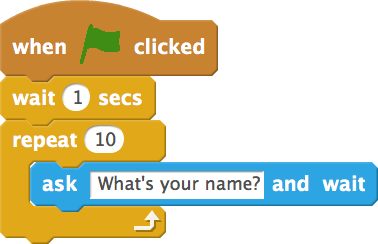 when clicked
wait 1 secs
repeat 10
ask What's your name? and wait